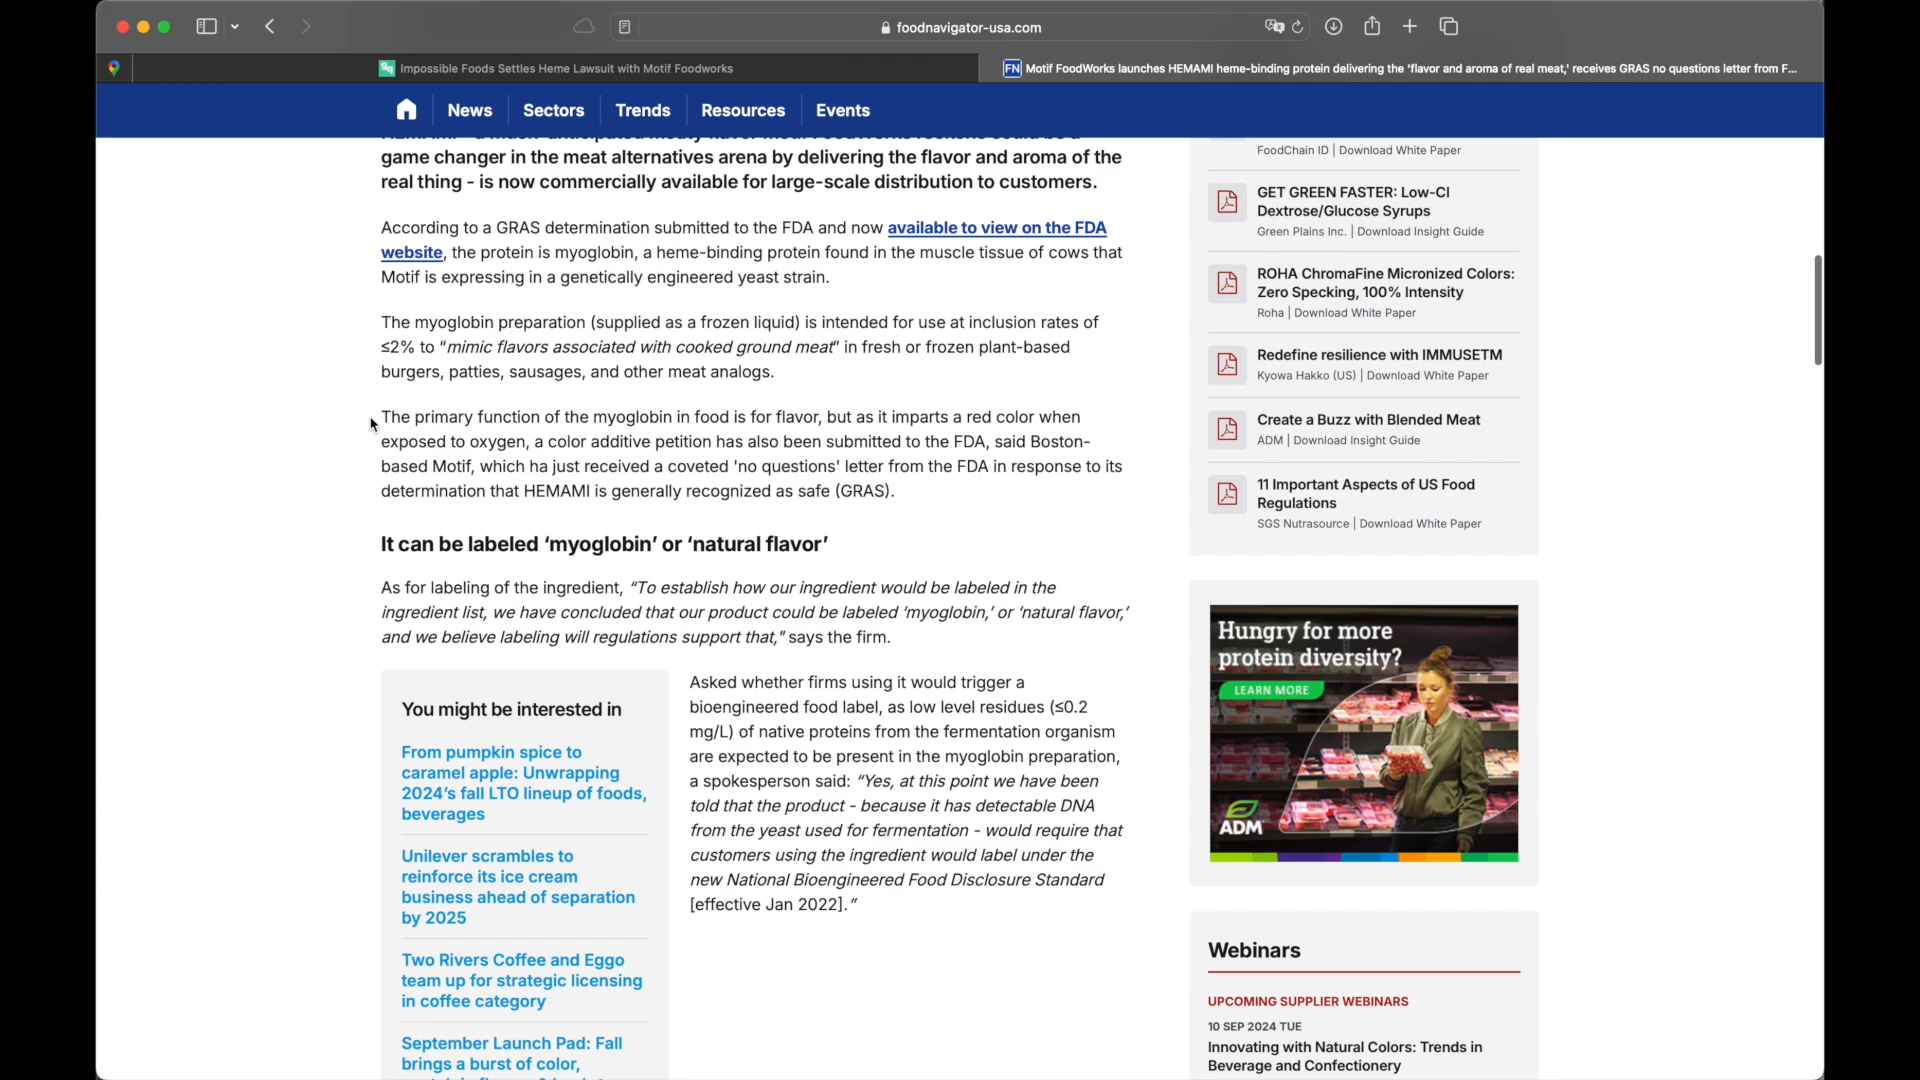 foodnavigator-usa.com
Impossible Foods Settles Heme Lawsuit with Motif Foodworks
FN Motif FoodWorks launches HEMAMI heme-binding protein delivering the 'flavor and aroma of real meat,' receives GRAS no questions letter from F...
News
Sectors
Trends
Resources
Events
game changer in the meat alternatives arena by delivering the flavor and aroma of the
real thing - is now commercially available for large-scale distribution to customers.
According to a GRAS determination submitted to the FDA and now available to view on the FDA
website, the protein is myoglobin, a heme-binding protein found in the muscle tissue of cows that
Motif is expressing in a genetically engineered yeast strain.
The myoglobin preparation (supplied as a frozen liquid) is intended for use at inclusion rates of
≤2% to “mimic flavors associated with cooked ground meat” in fresh or frozen plant-based
burgers, patties, sausages, and other meat analogs.
The primary function of the myoglobin in food is for flavor, but as it imparts a red color when
exposed to oxygen, a color additive petition has also been submitted to the FDA, said Boston-
based Motif, which ha just received a coveted 'no questions' letter from the FDA in response to its
determination that HEMAMI is generally recognized as safe (GRAS).
It can be labeled ‘myoglobin’ or ‘natural flavor’
As for labeling of the ingredient, “To establish how our ingredient would be labeled in the
ingredient list, we have concluded that our product could be labeled ‘myoglobin,’ or ‘natural flavor,’
and we believe labeling will regulations support that,” says the firm.
You might be interested in
From pumpkin spice to
caramel apple: Unwrapping
2024’s fall LTO lineup of foods,
beverages
Unilever scrambles to
reinforce its ice cream
business ahead of separation
by 2025
Two Rivers Coffee and Eggo
team up for strategic licensing
in coffee category
September Launch Pad: Fall
brings a burst of color,
Asked whether firms using it would trigger a
bioengineered food label, as low level residues (≤0.2
mg/L) of native proteins from the fermentation organism
are expected to be present in the myoglobin preparation,
a spokesperson said: “Yes, at this point we have been
told that the product - because it has detectable DNA
from the yeast used for fermentation - would require that
customers using the ingredient would label under the
new National Bioengineered Food Disclosure Standard
[effective Jan 2022].”
FoodChain ID | Download White Paper
GET GREEN FASTER: Low-CI
Dextrose/Glucose Syrups
Green Plains Inc. | Download Insight Guide
ROHA ChromaFine Micronized Colors:
Zero Specking, 100% Intensity
Roha | Download White Paper
Redefine resilience with IMMUSETM
Kyowa Hakko (US) | Download White Paper
Create a Buzz with Blended Meat
ADM | Download Insight Guide
11 Important Aspects of US Food
Regulations
SGS Nutrasource | Download White Paper
Hungry for more
protein diversity?
LEARN MORE
ADM
Webinars
UPCOMING SUPPLIER WEBINARS
10 SEP 2024 TUE
Innovating with Natural Colors: Trends in
Beverage and Confectionery